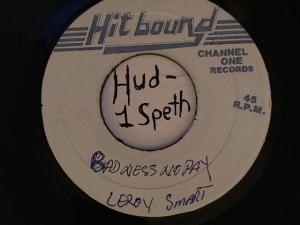 Hit bound
CHANNEL
ONE
RECORDS
Hud-
1 Speth
45
R.P.M.
BADNESS NO PAY
LEROY SMART